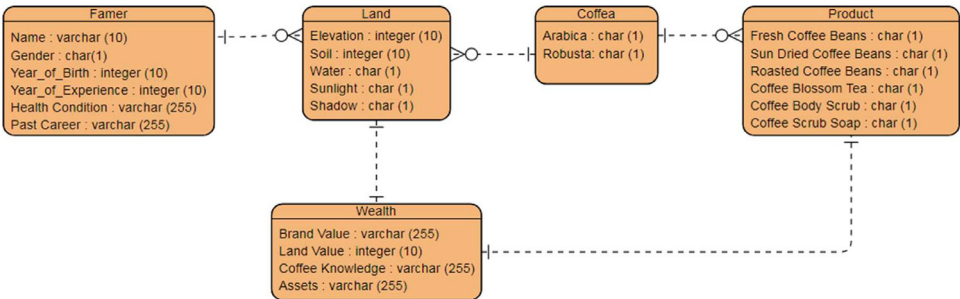 Famer
Name : varchar (10)
Gender : char(1)
Year_of_Birth : integer (10)
Year_of_Experience : integer (10)
Health Condition : varchar (255)
Past Career : varchar (255)
Land
Elevation : integer (10)
Soil : integer (10)
Water : char (1)
Sunlight : char (1)
Shadow : char (1)
Coffea
Arabica : char (1)
Robusta: char (1)
Product
Fresh Coffee Beans : char (1)
Sun Dried Coffee Beans : char (1)
Roasted Coffee Beans : char (1)
Coffee Blossom Tea : char (1)
Coffee Body Scrub : char (1)
Coffee Scrub Soap : char (1)
Wealth
Brand Value : varchar (255)
Land Value : integer (10)
Coffee Knowledge : varchar (255)
Assets : varchar (255)